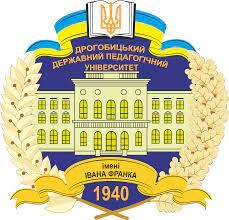 ДРОГОБИЦЬКИЙ
ДЕРЖАВНИЙ ПЕДАГОГІЧНИЙ
УНІВЕРСИТЕТ
імені
ІВАНА ФРАНКА
1940